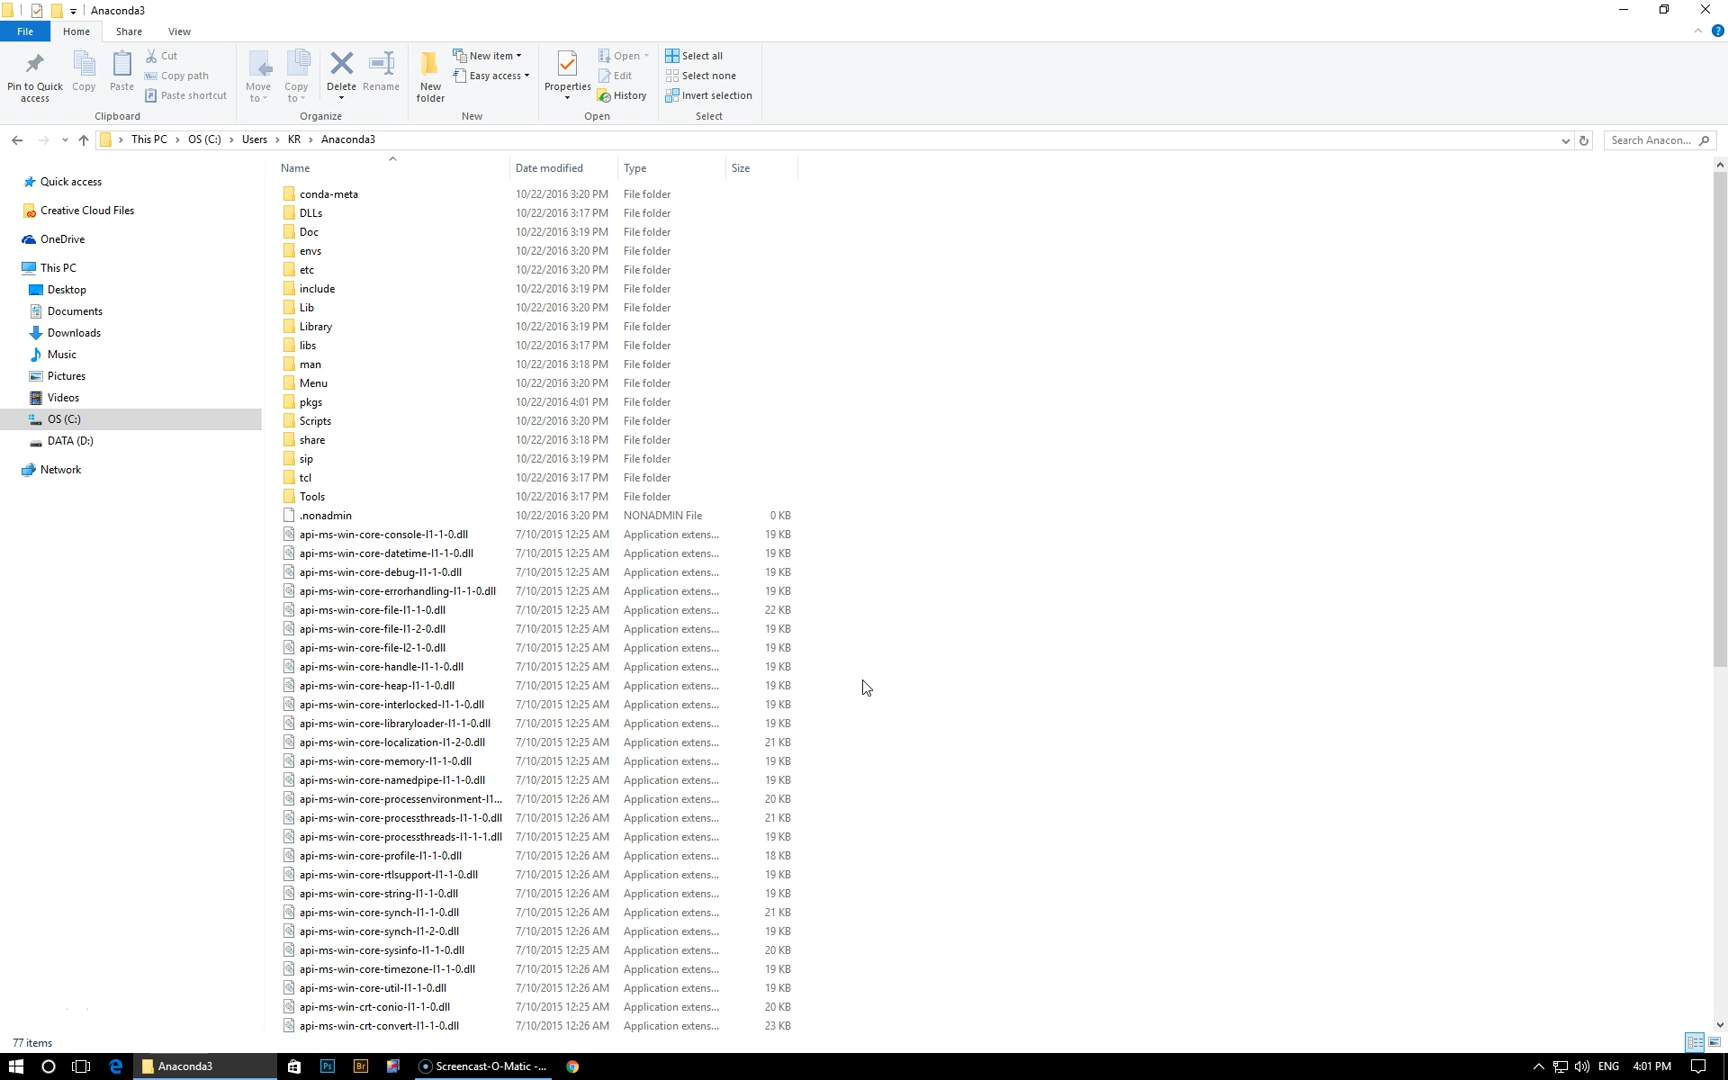 Anaconda3
File Home Share View
Pin to Quick access Copy Paste Cut Copy path Paste shortcut Move to Copy to Delete Rename New folder New item Easy access Properties Open Edit History Select all Select none Invert selection
Clipboard Organize New Open Select
This PC OS (C:) Users KR Anaconda3 Search Anacon...
Name Date modified Type Size
Quick access
Creative Cloud Files
OneDrive
This PC
Desktop
Documents
Downloads
Music
Pictures
Videos
OS (C:)
DATA (D:)
Network
conda-meta 10/22/2016 3:20 PM File folder
DLLs 10/22/2016 3:17 PM File folder
Doc 10/22/2016 3:19 PM File folder
envs 10/22/2016 3:20 PM File folder
etc 10/22/2016 3:20 PM File folder
include 10/22/2016 3:19 PM File folder
Lib 10/22/2016 3:20 PM File folder
Library 10/22/2016 3:19 PM File folder
libs 10/22/2016 3:17 PM File folder
man 10/22/2016 3:18 PM File folder
Menu 10/22/2016 3:20 PM File folder
pkgs 10/22/2016 4:01 PM File folder
Scripts 10/22/2016 3:20 PM File folder
share 10/22/2016 3:18 PM File folder
sip 10/22/2016 3:19 PM File folder
tcl 10/22/2016 3:17 PM File folder
Tools 10/22/2016 3:17 PM File folder
.nonadmin 10/22/2016 3:20 PM NONADMIN File 0 KB
api-ms-win-core-console-l1-1-0.dll 7/10/2015 12:25 AM Application extens... 19 KB
api-ms-win-core-datetime-l1-1-0.dll 7/10/2015 12:25 AM Application extens... 19 KB
api-ms-win-core-debug-l1-1-0.dll 7/10/2015 12:25 AM Application extens... 19 KB
api-ms-win-core-errorhandling-l1-1-0.dll 7/10/2015 12:25 AM Application extens... 19 KB
api-ms-win-core-file-l1-1-0.dll 7/10/2015 12:25 AM Application extens... 22 KB
api-ms-win-core-file-l1-2-0.dll 7/10/2015 12:25 AM Application extens... 19 KB
api-ms-win-core-file-l2-1-0.dll 7/10/2015 12:25 AM Application extens... 19 KB
api-ms-win-core-handle-l1-1-0.dll 7/10/2015 12:25 AM Application extens... 19 KB
api-ms-win-core-heap-l1-1-0.dll 7/10/2015 12:25 AM Application extens... 19 KB
api-ms-win-core-interlocked-l1-1-0.dll 7/10/2015 12:25 AM Application extens... 19 KB
api-ms-win-core-libraryloader-l1-1-0.dll 7/10/2015 12:25 AM Application extens... 19 KB
api-ms-win-core-localization-l1-2-0.dll 7/10/2015 12:25 AM Application extens... 21 KB
api-ms-win-core-memory-l1-1-0.dll 7/10/2015 12:25 AM Application extens... 19 KB
api-ms-win-core-namedpipe-l1-1-0.dll 7/10/2015 12:25 AM Application extens... 19 KB
api-ms-win-core-processenvironment-l1... 7/10/2015 12:26 AM Application extens... 20 KB
api-ms-win-core-processthreads-l1-1-0.dll 7/10/2015 12:26 AM Application extens... 21 KB
api-ms-win-core-processthreads-l1-1-1.dll 7/10/2015 12:25 AM Application extens... 19 KB
api-ms-win-core-profile-l1-1-0.dll 7/10/2015 12:26 AM Application extens... 18 KB
api-ms-win-core-rtlsupport-l1-1-0.dll 7/10/2015 12:26 AM Application extens... 19 KB
api-ms-win-core-string-l1-1-0.dll 7/10/2015 12:26 AM Application extens... 19 KB
api-ms-win-core-synch-l1-1-0.dll 7/10/2015 12:26 AM Application extens... 21 KB
api-ms-win-core-synch-l1-2-0.dll 7/10/2015 12:26 AM Application extens... 19 KB
api-ms-win-core-sysinfo-l1-1-0.dll 7/10/2015 12:25 AM Application extens... 20 KB
api-ms-win-core-timezone-l1-1-0.dll 7/10/2015 12:26 AM Application extens... 19 KB
api-ms-win-core-util-l1-1-0.dll 7/10/2015 12:26 AM Application extens... 19 KB
api-ms-win-crt-conio-l1-1-0.dll 7/10/2015 12:25 AM Application extens... 20 KB
api-ms-win-crt-convert-l1-1-0.dll 7/10/2015 12:26 AM Application extens... 23 KB
77 items
Anaconda3 Ps Br Screencast-O-Matic -... ENG 4:01 PM